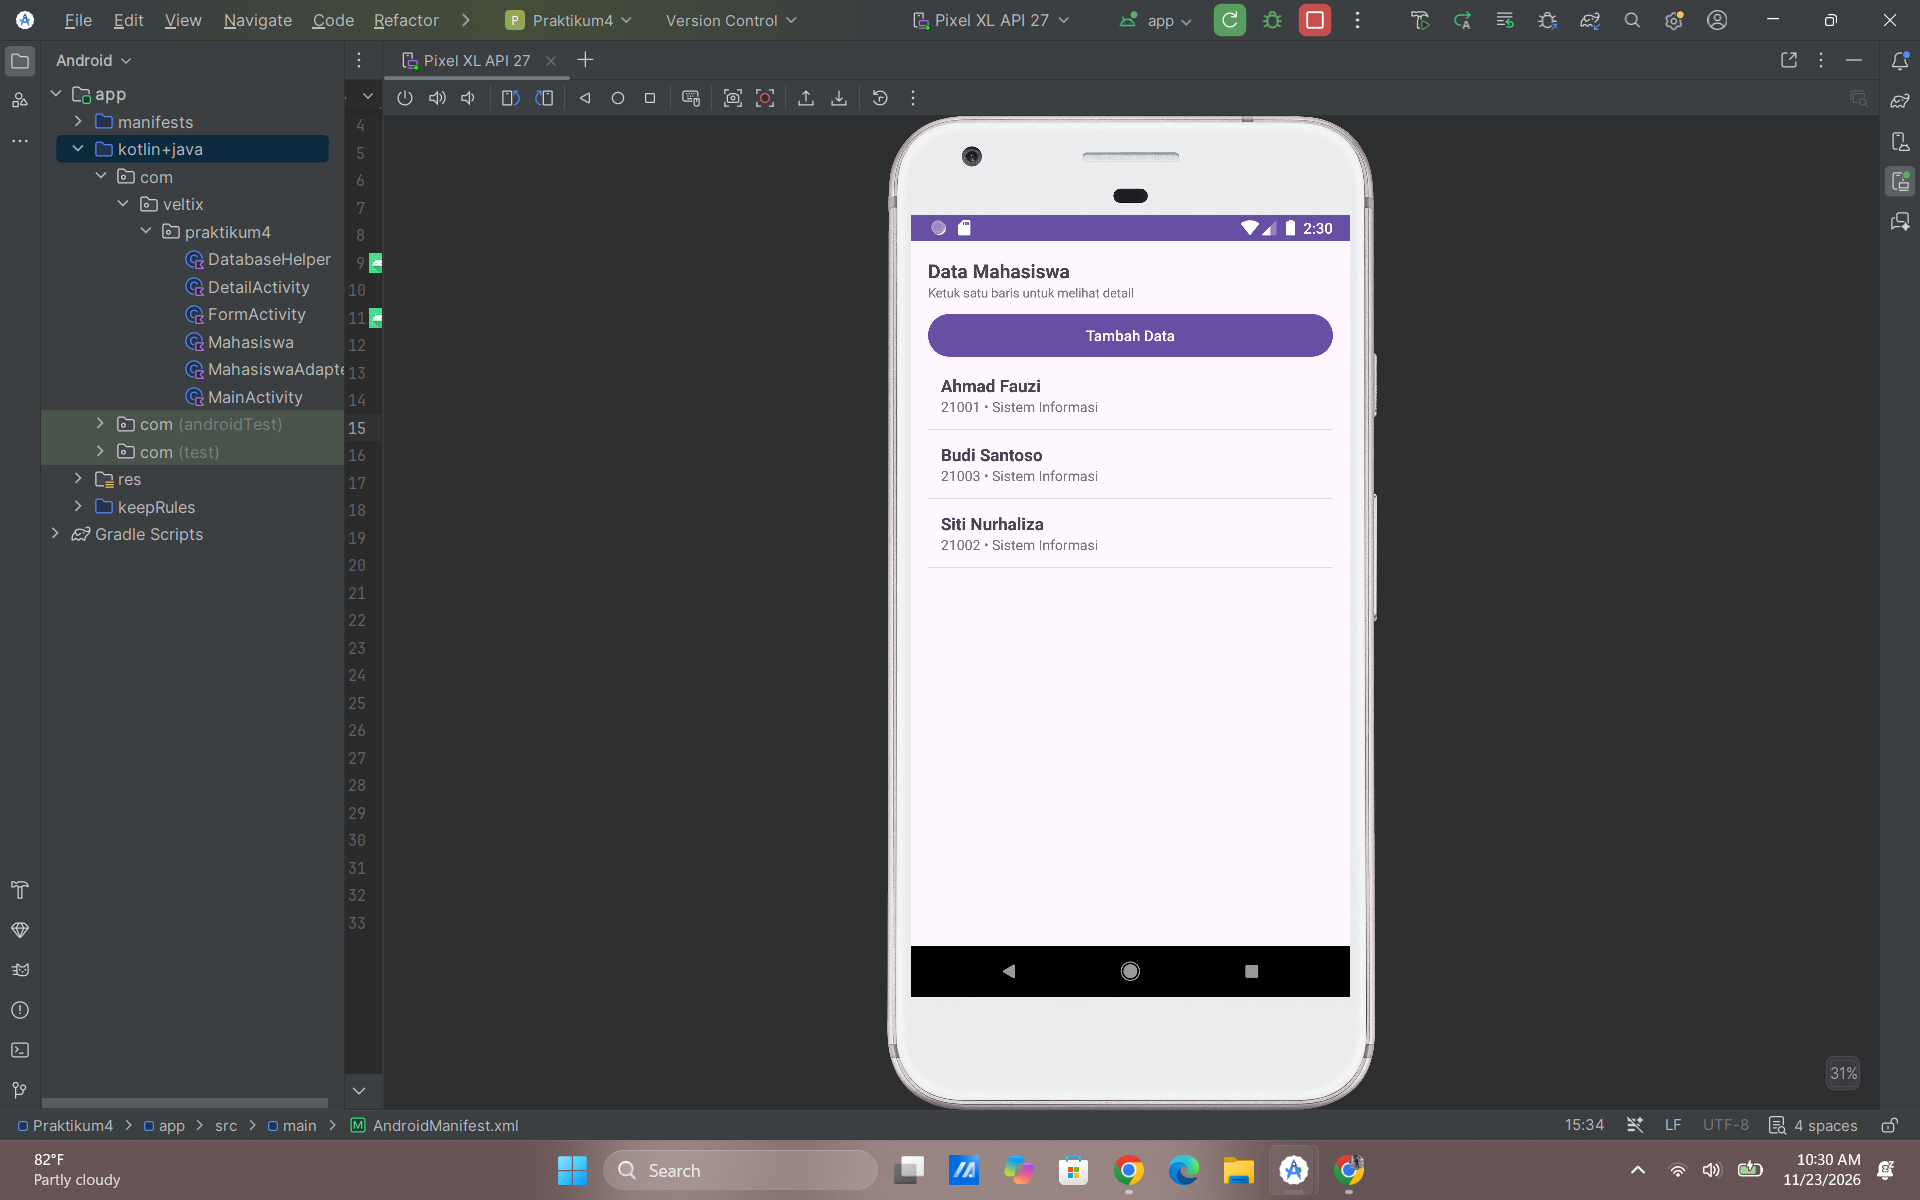 File Edit View Navigate Code Refactor P Praktikum4 Version Control Pixel XL API 27 app
Android
Pixel XL API 27
app
manifests
kotlin+java
com
veltix
praktikum4
DatabaseHelper
DetailActivity
FormActivity
Mahasiswa
MahasiswaAdapte
MainActivity
com (androidTest)
com (test)
res
keepRules
Gradle Scripts
4
5
6
7
8
9
10
11
12
13
14
15
16
17
18
19
20
21
22
23
24
25
26
27
28
29
30
31
32
33
2:30
Data Mahasiswa
Ketuk satu baris untuk melihat detail
Tambah Data
Ahmad Fauzi
21001 • Sistem Informasi
Budi Santoso
21003 • Sistem Informasi
Siti Nurhaliza
21002 • Sistem Informasi
31%
Praktikum4 app src main M AndroidManifest.xml 15:34 LF UTF-8 4 spaces
82°F
Partly cloudy
Search
10:30 AM
11/23/2026